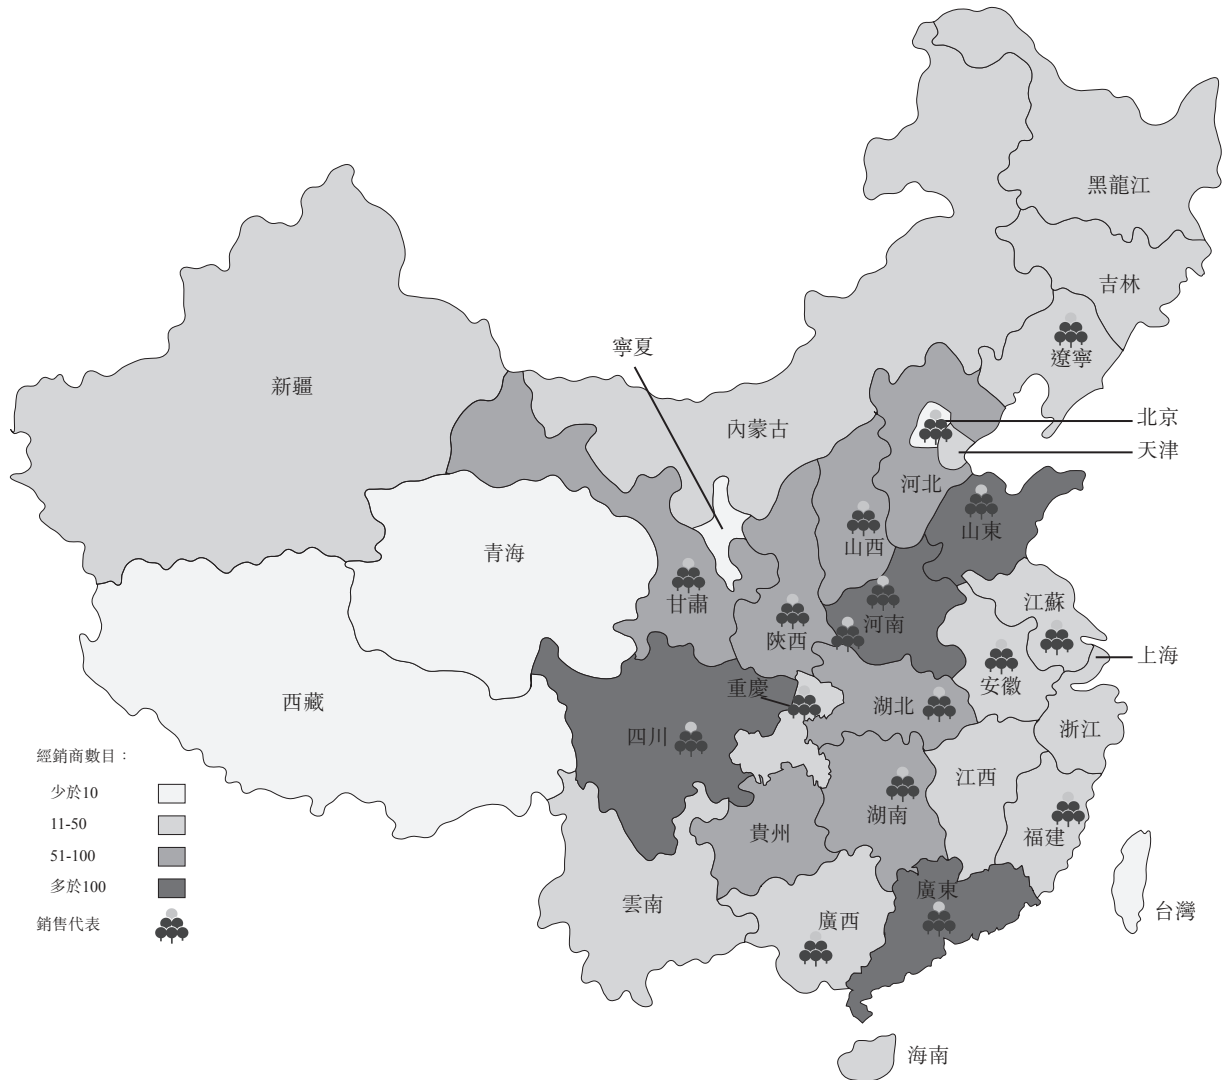 黑龍江
吉林
遼寧
寧夏
新疆
北京
內蒙古
天津
河北
山東
山西
青海
甘肅
江蘇
河南
陝西
上海
安徽
重慶
西藏
湖北
浙江
四川
經銷商數目：
江西
少於10
湖南
11-50
貴州
福建
51-100
多於100
廣東
雲南
台灣
銷售代表
廣西
海南